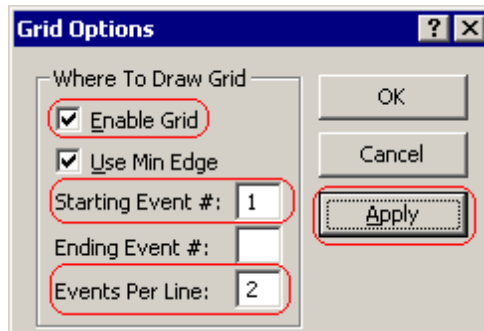 Grid Options
Where To Draw Grid
Enable Grid
Use Min Edge
Starting Event #: 1
Ending Event #:
Events Per Line: 2
OK
Cancel
Apply